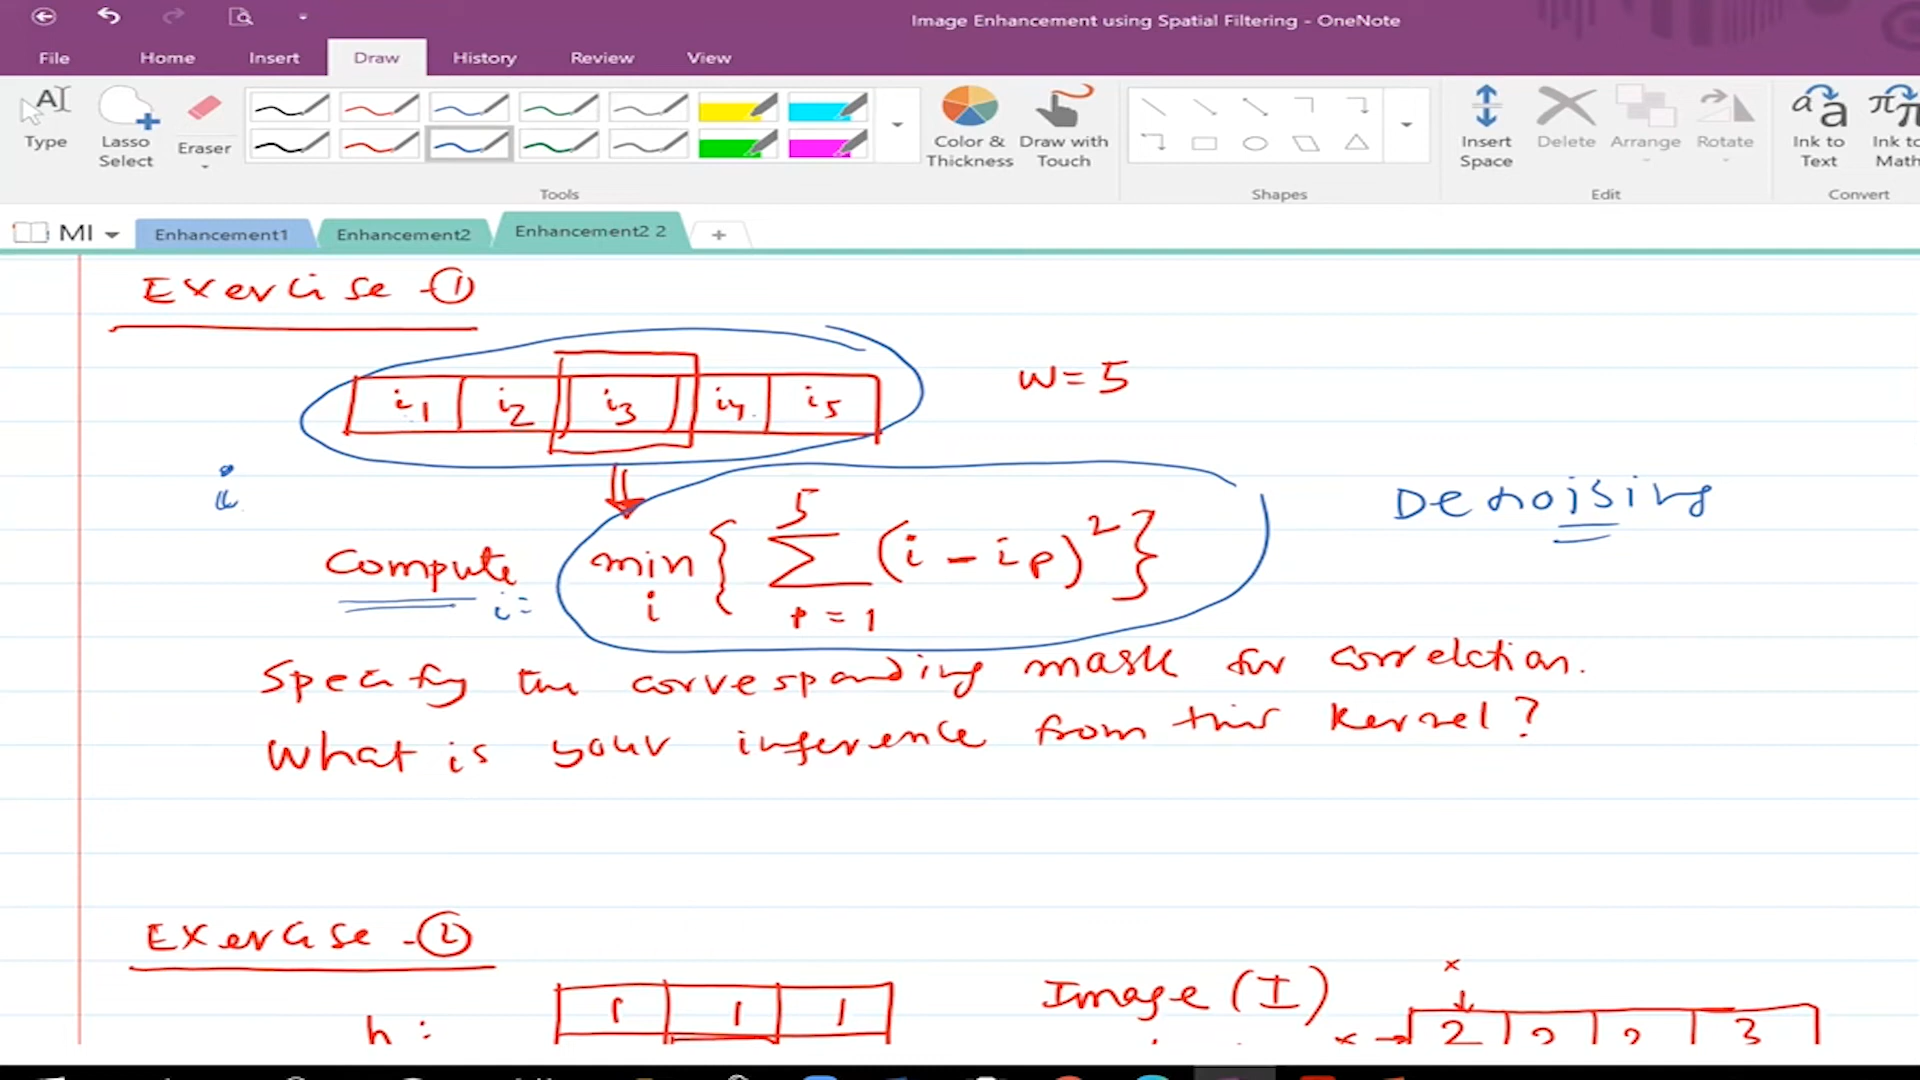 Image Enhancement using Spatial Filtering - OneNote
File Home Insert Draw History Review View
Type Lasso Select Eraser Color & Thickness Draw with Touch Insert Space Delete Arrange Rotate Ink to Text Ink to Math
Tools Shapes Edit Convert
MI Enhancement1 Enhancement2 Enhancement2 2 +
Exercise - ①
i1 i2 i3 i4 i5 W = 5
Denoising
Compute i = min i { 5 ∑ p = 1 (i - ip)² }
Specify the corresponding mask for correlation.
What is your inference from this kernel?
Exercise - ②
x
h : 1 1 1 Image (I) x → 2 2 2 3